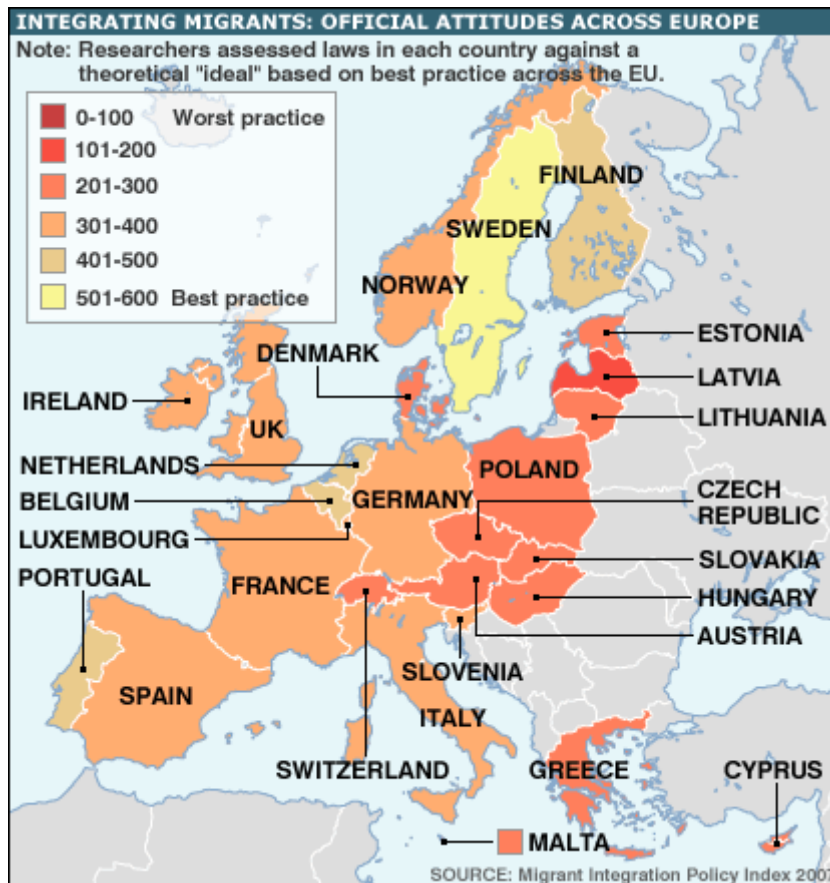 INTEGRATING MIGRANTS: OFFICIAL ATTITUDES ACROSS EUROPE
Note: Researchers assessed laws in each country against a
theoretical "ideal" based on best practice across the EU.
0-100 Worst practice
101-200
201-300
301-400
401-500
501-600 Best practice
FINLAND
SWEDEN
NORWAY
DENMARK
ESTONIA
LATVIA
LITHUANIA
IRELAND
UK
NETHERLANDS
BELGIUM
LUXEMBOURG
PORTUGAL
GERMANY
POLAND
CZECH
REPUBLIC
SLOVAKIA
HUNGARY
AUSTRIA
FRANCE
SLOVENIA
SPAIN
ITALY
SWITZERLAND
GREECE
CYPRUS
MALTA
SOURCE: Migrant Integration Policy Index 2007